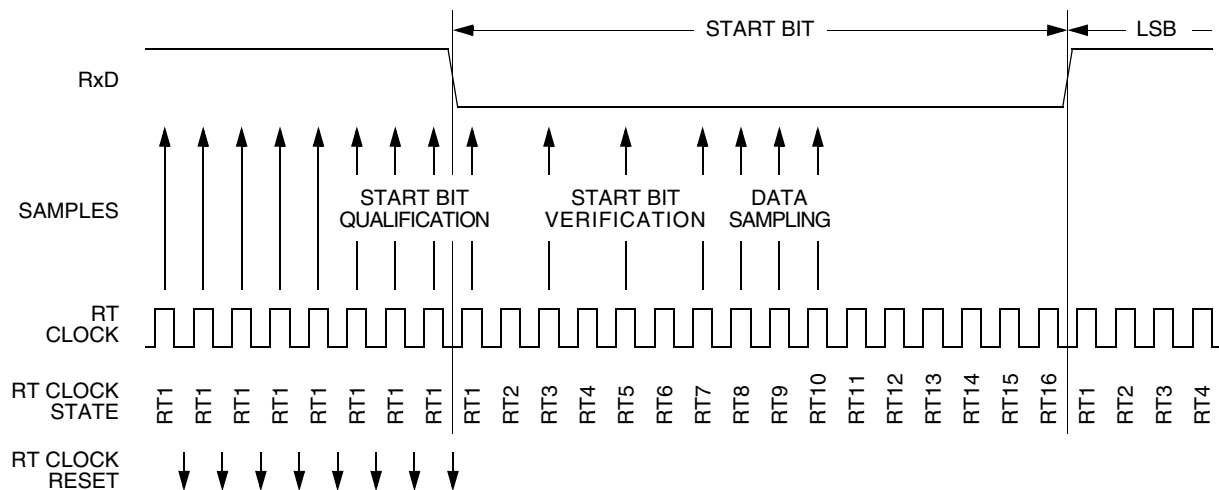 START BIT
LSB
RxD
SAMPLES
START BIT
QUALIFICATION
START BIT
VERIFICATION
DATA
SAMPLING
RT
CLOCK
RT CLOCK
STATE
RT1 RT1 RT1 RT1 RT1 RT1 RT1 RT1 RT1 RT2 RT3 RT4 RT5 RT6 RT7 RT8 RT9 RT10 RT11 RT12 RT13 RT14 RT15 RT16 RT1 RT2 RT3 RT4
RT CLOCK
RESET